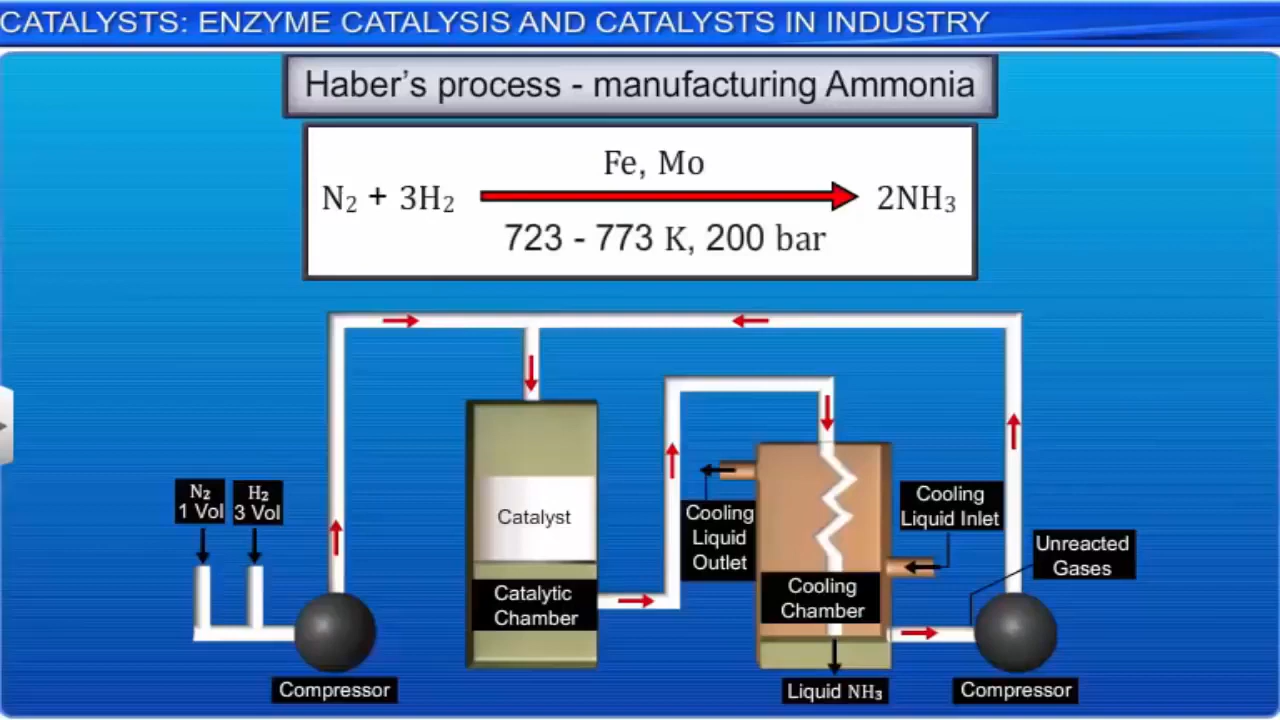 CATALYSTS: ENZYME CATALYSIS AND CATALYSTS IN INDUSTRY
Haber’s process - manufacturing Ammonia
Fe, Mo
N₂ + 3H₂ 2NH₃
723 - 773 K, 200 bar
N₂
1 Vol
H₂
3 Vol
Compressor
Catalyst
Catalytic
Chamber
Cooling
Liquid
Outlet
Cooling
Chamber
Liquid NH₃
Cooling
Liquid Inlet
Unreacted
Gases
Compressor